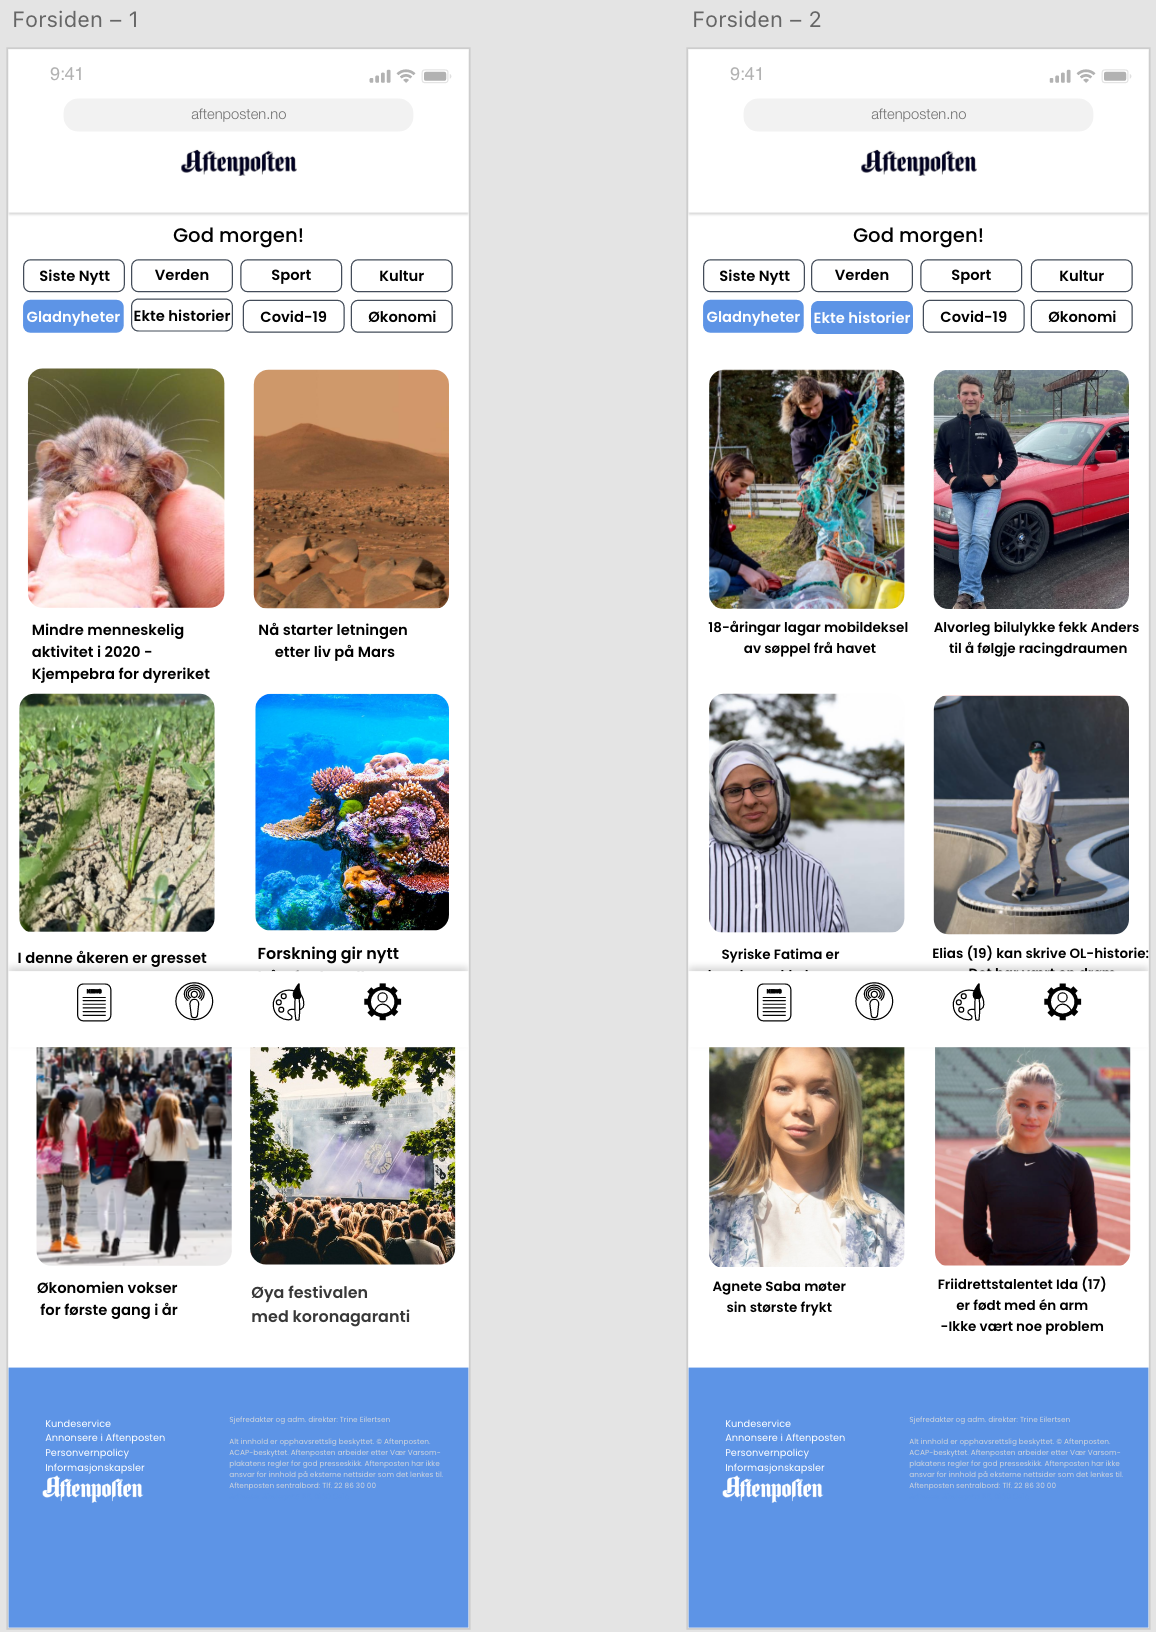 Forsiden – 1
9:41
aftenposten.no
Aftenposten
God morgen!
Siste Nytt
Verden
Sport
Kultur
Gladnyheter
Ekte historier
Covid-19
Økonomi
Mindre menneskelig
aktivitet i 2020 -
Kjempebra for dyreriket
Nå starter letningen
etter liv på Mars
I denne åkeren er gresset
Forskning gir nytt
Økonomien vokser
for første gang i år
Øya festivalen
med koronagaranti
Kundeservice
Annonsere i Aftenposten
Personvernpolicy
Informasjonskapsler
Aftenposten
Sjefredaktør og adm. direktør: Trine Eilertsen
Alt innhold er opphavsrettslig beskyttet. © Aftenposten.
ACAP-beskyttet. Aftenposten arbeider etter Vær Varsom-
plakatens regler for god presseskikk. Aftenposten har ikke
ansvar for innhold på eksterne nettsider som det lenkes til.
Aftenposten sentralbord: Tlf. 22 86 30 00
Forsiden – 2
9:41
aftenposten.no
Aftenposten
God morgen!
Siste Nytt
Verden
Sport
Kultur
Gladnyheter
Ekte historier
Covid-19
Økonomi
18-åringar lagar mobildeksel
av søppel frå havet
Alvorleg bilulykke fekk Anders
til å følgje racingdraumen
Syriske Fatima er
Elias (19) kan skrive OL-historie:
Agnete Saba møter
sin største frykt
Friidrettstalentet Ida (17)
er født med én arm
-Ikke vært noe problem
Kundeservice
Annonsere i Aftenposten
Personvernpolicy
Informasjonskapsler
Aftenposten
Sjefredaktør og adm. direktør: Trine Eilertsen
Alt innhold er opphavsrettslig beskyttet. © Aftenposten.
ACAP-beskyttet. Aftenposten arbeider etter Vær Varsom-
plakatens regler for god presseskikk. Aftenposten har ikke
ansvar for innhold på eksterne nettsider som det lenkes til.
Aftenposten sentralbord: Tlf. 22 86 30 00